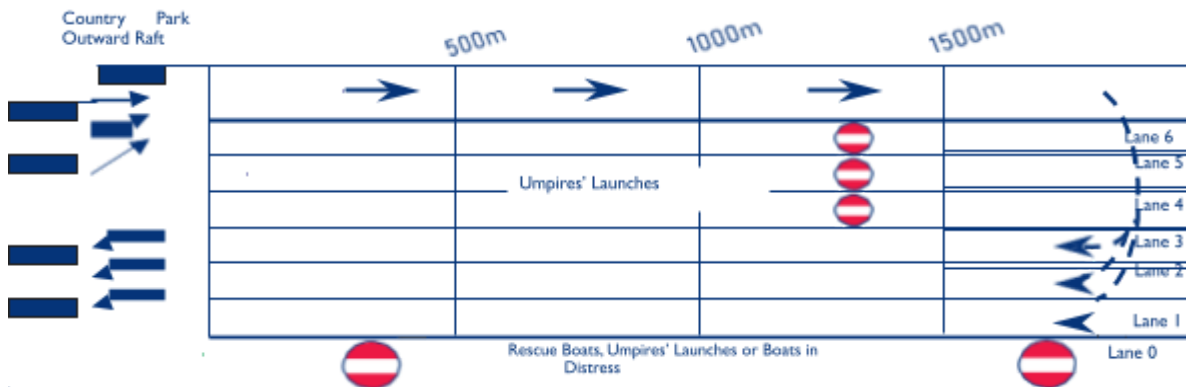 Country Park
Outward Raft
500m
1000m
1500m
Lane 6
Lane 5
Umpires' Launches
Lane 4
Lane 3
Lane 2
Lane 1
Rescue Boats, Umpires' Launches or Boats in
Distress
Lane 0